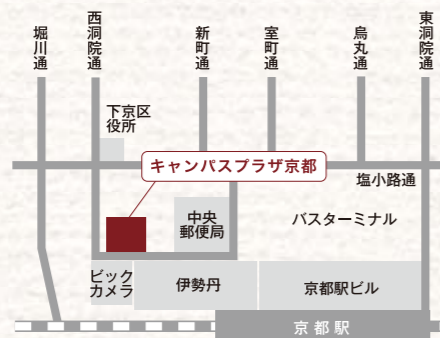 堀川通
西洞院通
新町通
室町通
烏丸通
東洞院通
下京区
役所
キャンパスプラザ京都
塩小路通
中央
郵便局
バスターミナル
ビック
カメラ
伊勢丹
京都駅ビル
京都駅